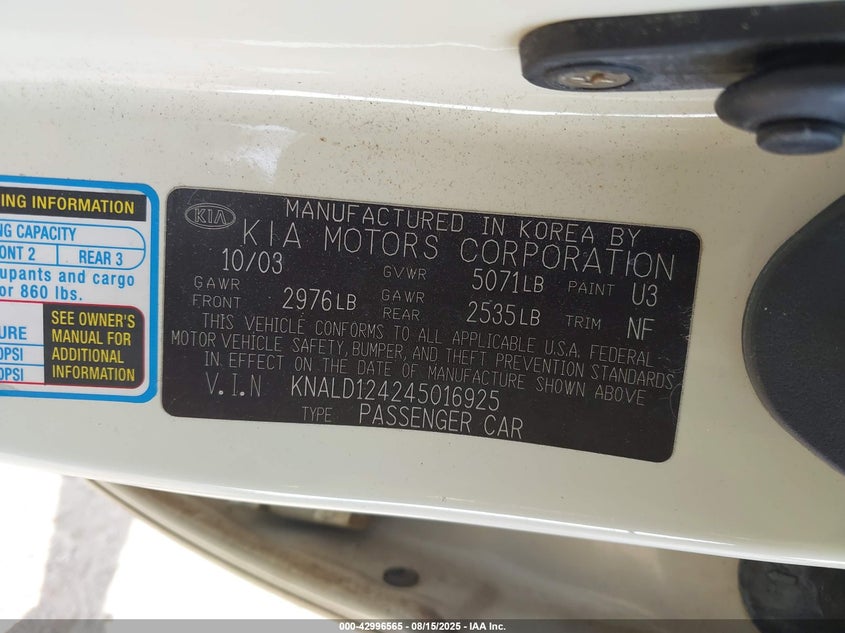 ING INFORMATION
NG CAPACITY
ONT 2 REAR 3
upants and cargo
or 860 lbs.
URE
0PSI
0PSI
SEE OWNER'S
MANUAL FOR
ADDITIONAL
INFORMATION
KIA
MANUFACTURED IN KOREA BY
KIA MOTORS CORPORATION
10/03 GVWR 5071LB PAINT U3
GAWR FRONT 2976LB GAWR REAR 2535LB TRIM NF
THIS VEHICLE CONFORMS TO ALL APPLICABLE U.S.A. FEDERAL
MOTOR VEHICLE SAFETY, BUMPER, AND THEFT PREVENTION STANDARDS
IN EFFECT ON THE DATE OF MANUFACTURE SHOWN ABOVE
V.I.N KNALD124245016925
TYPE PASSENGER CAR
000-42996565 - 08/15/2025 - IAA Inc.